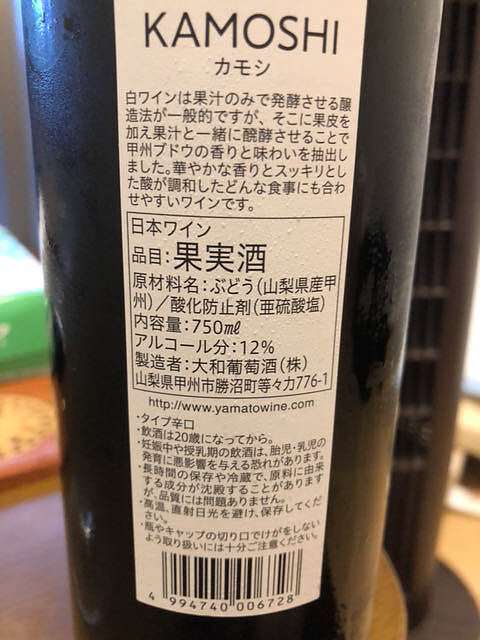 KAMOSHI
カモシ
白ワインは果汁のみで発酵させる醸
造法が一般的ですが、そこに果皮を
加え果汁と一緒に醗酵させることで
甲州ブドウの香りと味わいを抽出し
ました。華やかな香りとスッキリとし
た酸が調和したどんな食事にも合わ
せやすいワインです。
日本ワイン
品目：果実酒
原材料名：ぶどう（山梨県産甲
州）／酸化防止剤（亜硫酸塩）
内容量：750㎖
アルコール分：12％
製造者：大和葡萄酒（株）
山梨県甲州市勝沼町等々力776-1
http://www.yamatowine.com
・タイプ辛口
・飲酒は20歳になってから。
・妊娠中や授乳期の飲酒は、胎児・乳児の
発育に悪影響を与える恐れがあります。
・長時間の保存や冷蔵で、原料に由来
する成分が沈殿することがあります
が、品質には問題ありません。
・高温、直射日光を避け、保存してくだ
さい。
・瓶やキャップの切り口でけがをしない
よう取り扱いには十分ご注意ください。
4 994740 006728